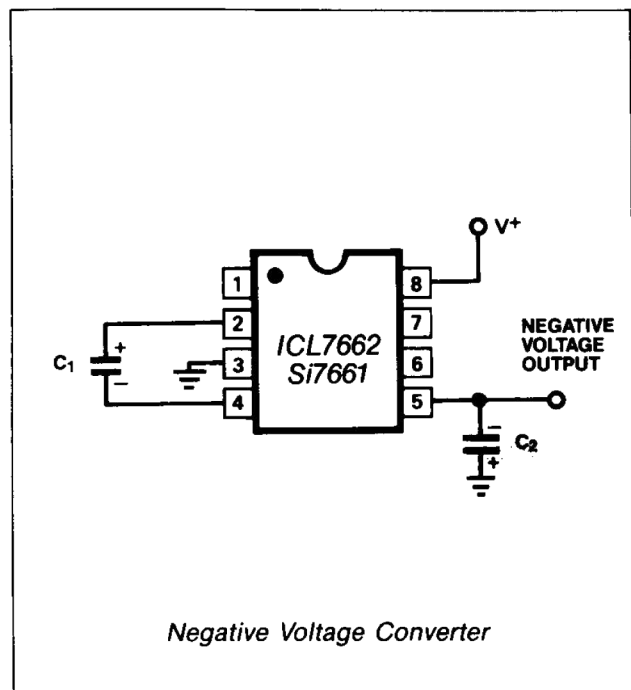 V+
1
8
2
7
ICL7662
3
6
Si7661
4
5
C1
+
−
NEGATIVE
VOLTAGE
OUTPUT
−
+
C2
Negative Voltage Converter